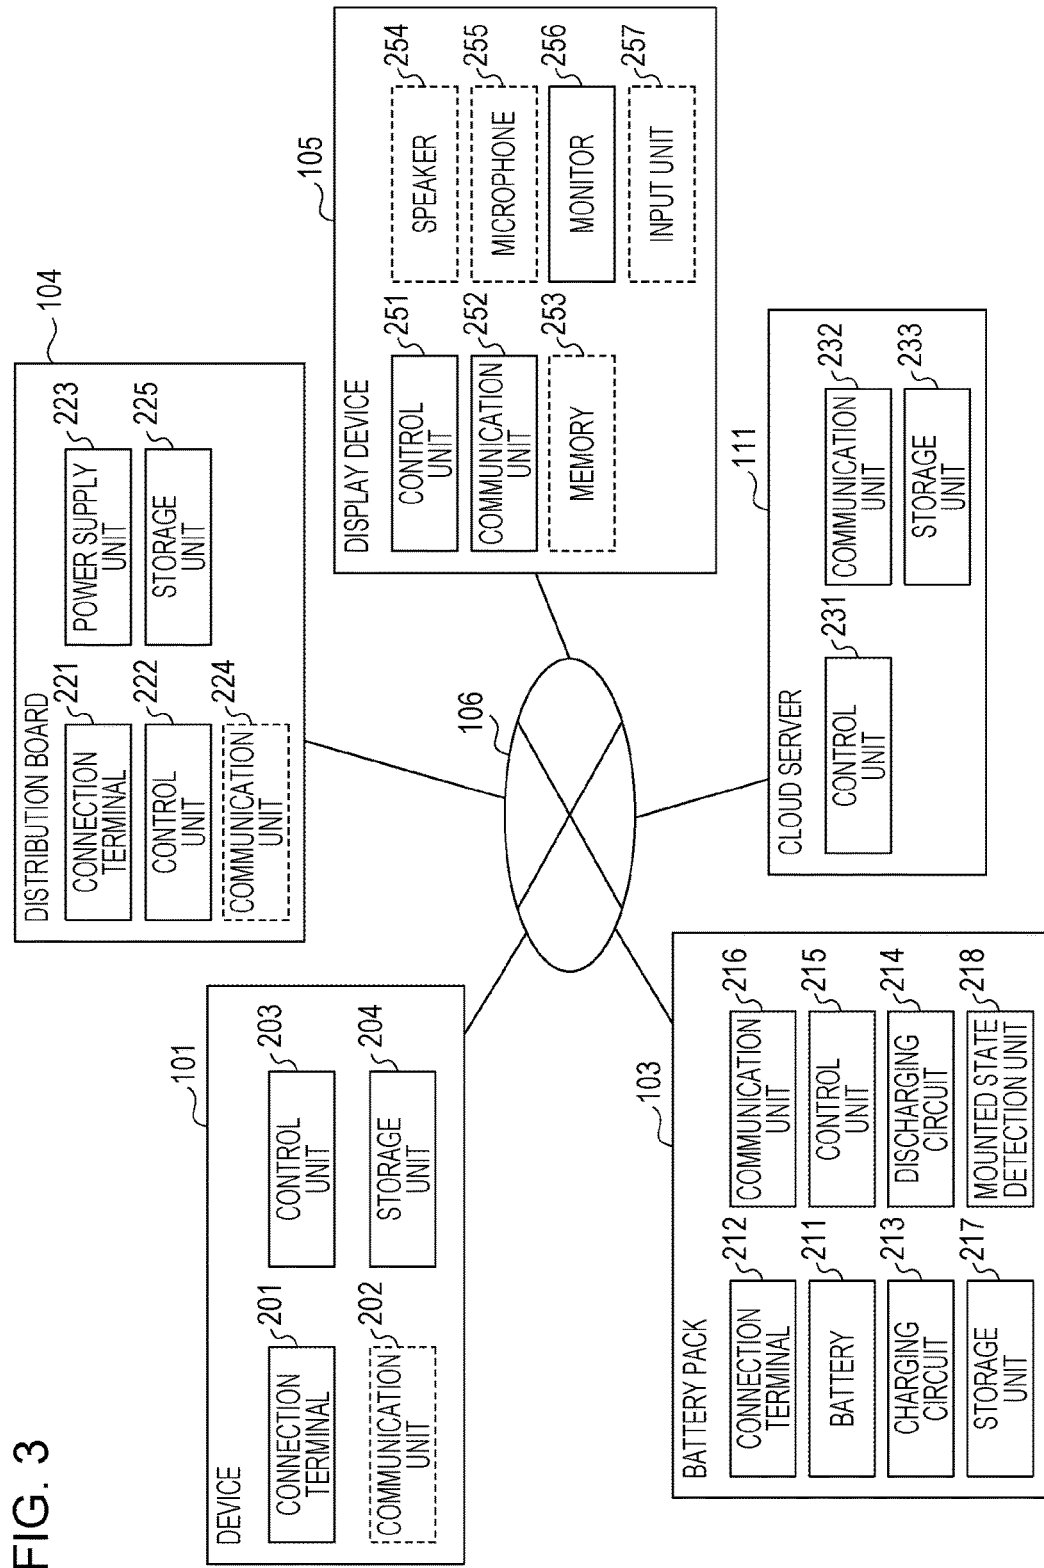 FIG. 3
DEVICE
101
CONNECTION
TERMINAL
201
CONTROL
UNIT
203
COMMUNICATION
UNIT
202
STORAGE
UNIT
204
DISTRIBUTION BOARD
104
CONNECTION
TERMINAL
221
POWER SUPPLY
UNIT
223
CONTROL
UNIT
222
STORAGE
UNIT
225
COMMUNICATION
UNIT
224
DISPLAY DEVICE
105
CONTROL
UNIT
251
SPEAKER
254
COMMUNICATION
UNIT
252
MICROPHONE
255
MEMORY
253
MONITOR
256
INPUT UNIT
257
106
BATTERY PACK
103
CONNECTION
TERMINAL
212
COMMUNICATION
UNIT
216
BATTERY
211
CONTROL
UNIT
215
CHARGING
CIRCUIT
213
DISCHARGING
CIRCUIT
214
STORAGE
UNIT
217
MOUNTED STATE
DETECTION UNIT
218
CLOUD SERVER
111
CONTROL
UNIT
231
COMMUNICATION
UNIT
232
STORAGE
UNIT
233